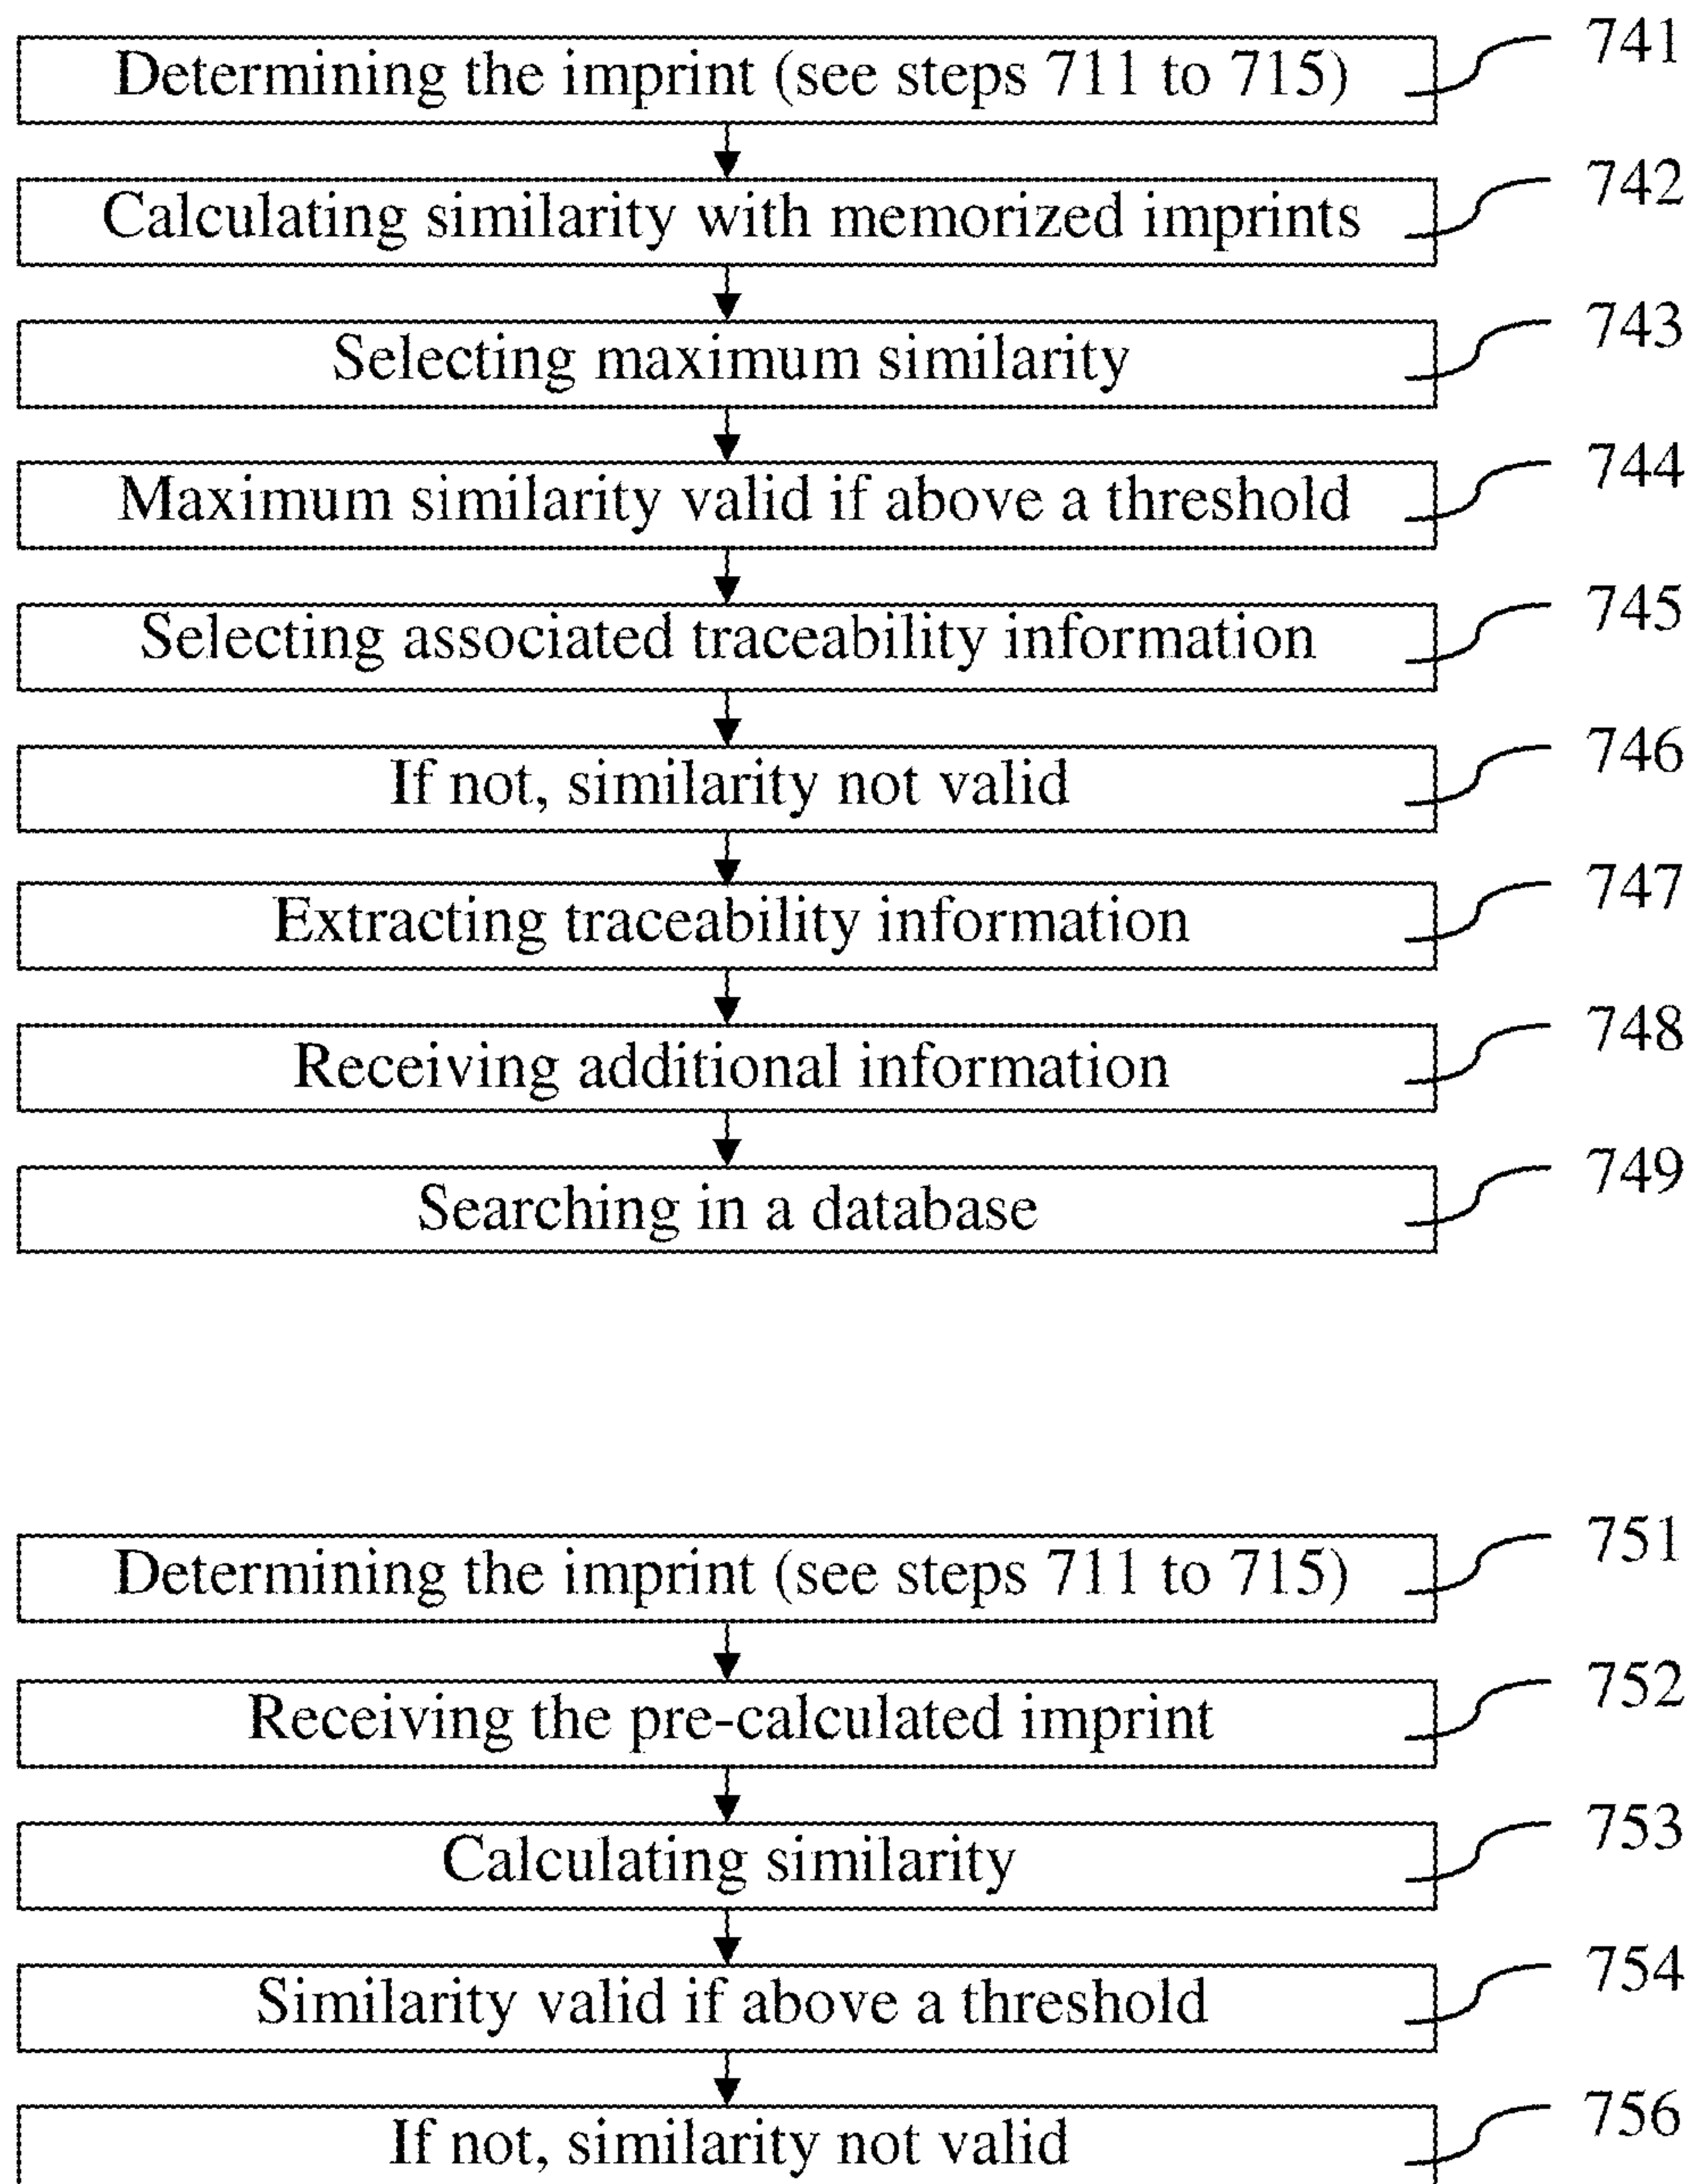 Determining the imprint (see steps 711 to 715) 741
Calculating similarity with memorized imprints 742
Selecting maximum similarity 743
Maximum similarity valid if above a threshold 744
Selecting associated traceability information 745
If not, similarity not valid 746
Extracting traceability information 747
Receiving additional information 748
Searching in a database 749
Determining the imprint (see steps 711 to 715) 751
Receiving the pre-calculated imprint 752
Calculating similarity 753
Similarity valid if above a threshold 754
If not, similarity not valid 756